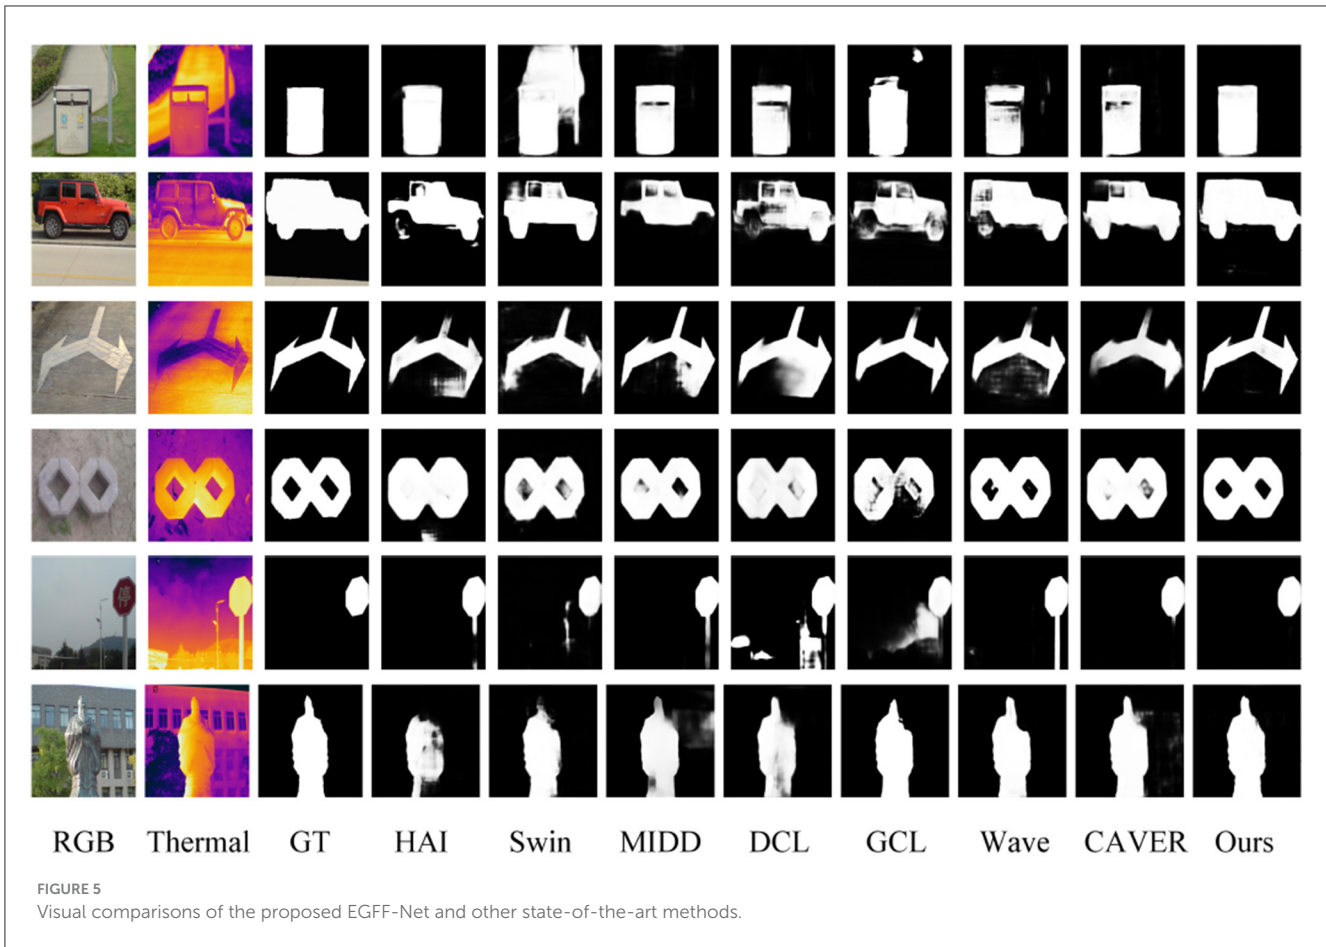 停
RGB Thermal GT HAI Swin MIDD DCL GCL Wave CAVER Ours
FIGURE 5
Visual comparisons of the proposed EGFF-Net and other state-of-the-art methods.